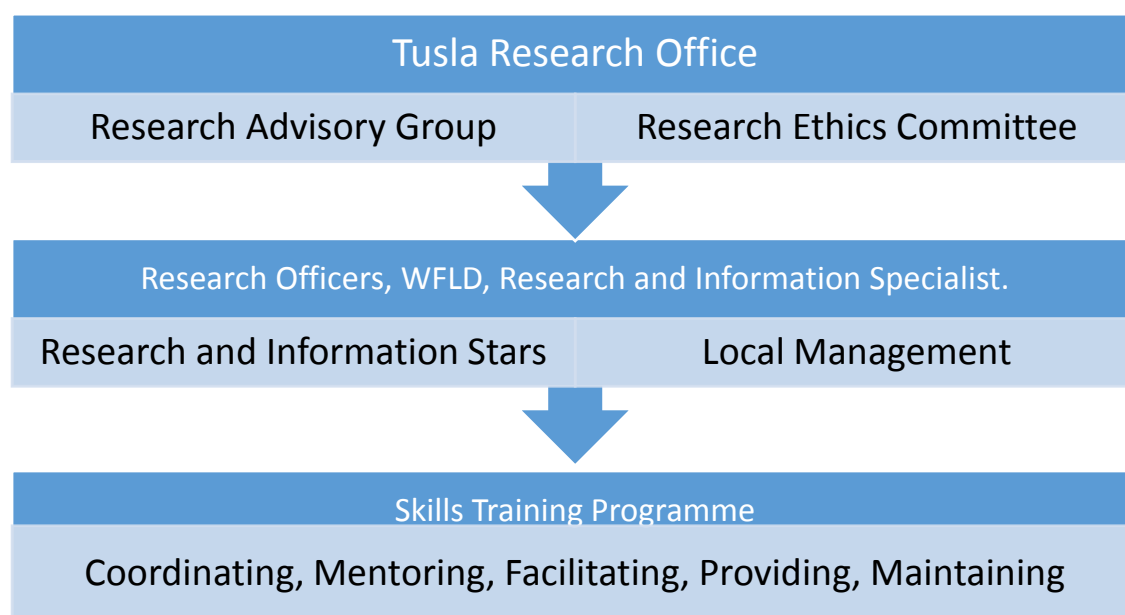 Tusla Research Office
Research Advisory Group
Research Ethics Committee
Research Officers, WFLD, Research and Information Specialist.
Research and Information Stars
Local Management
Skills Training Programme
Coordinating, Mentoring, Facilitating, Providing, Maintaining